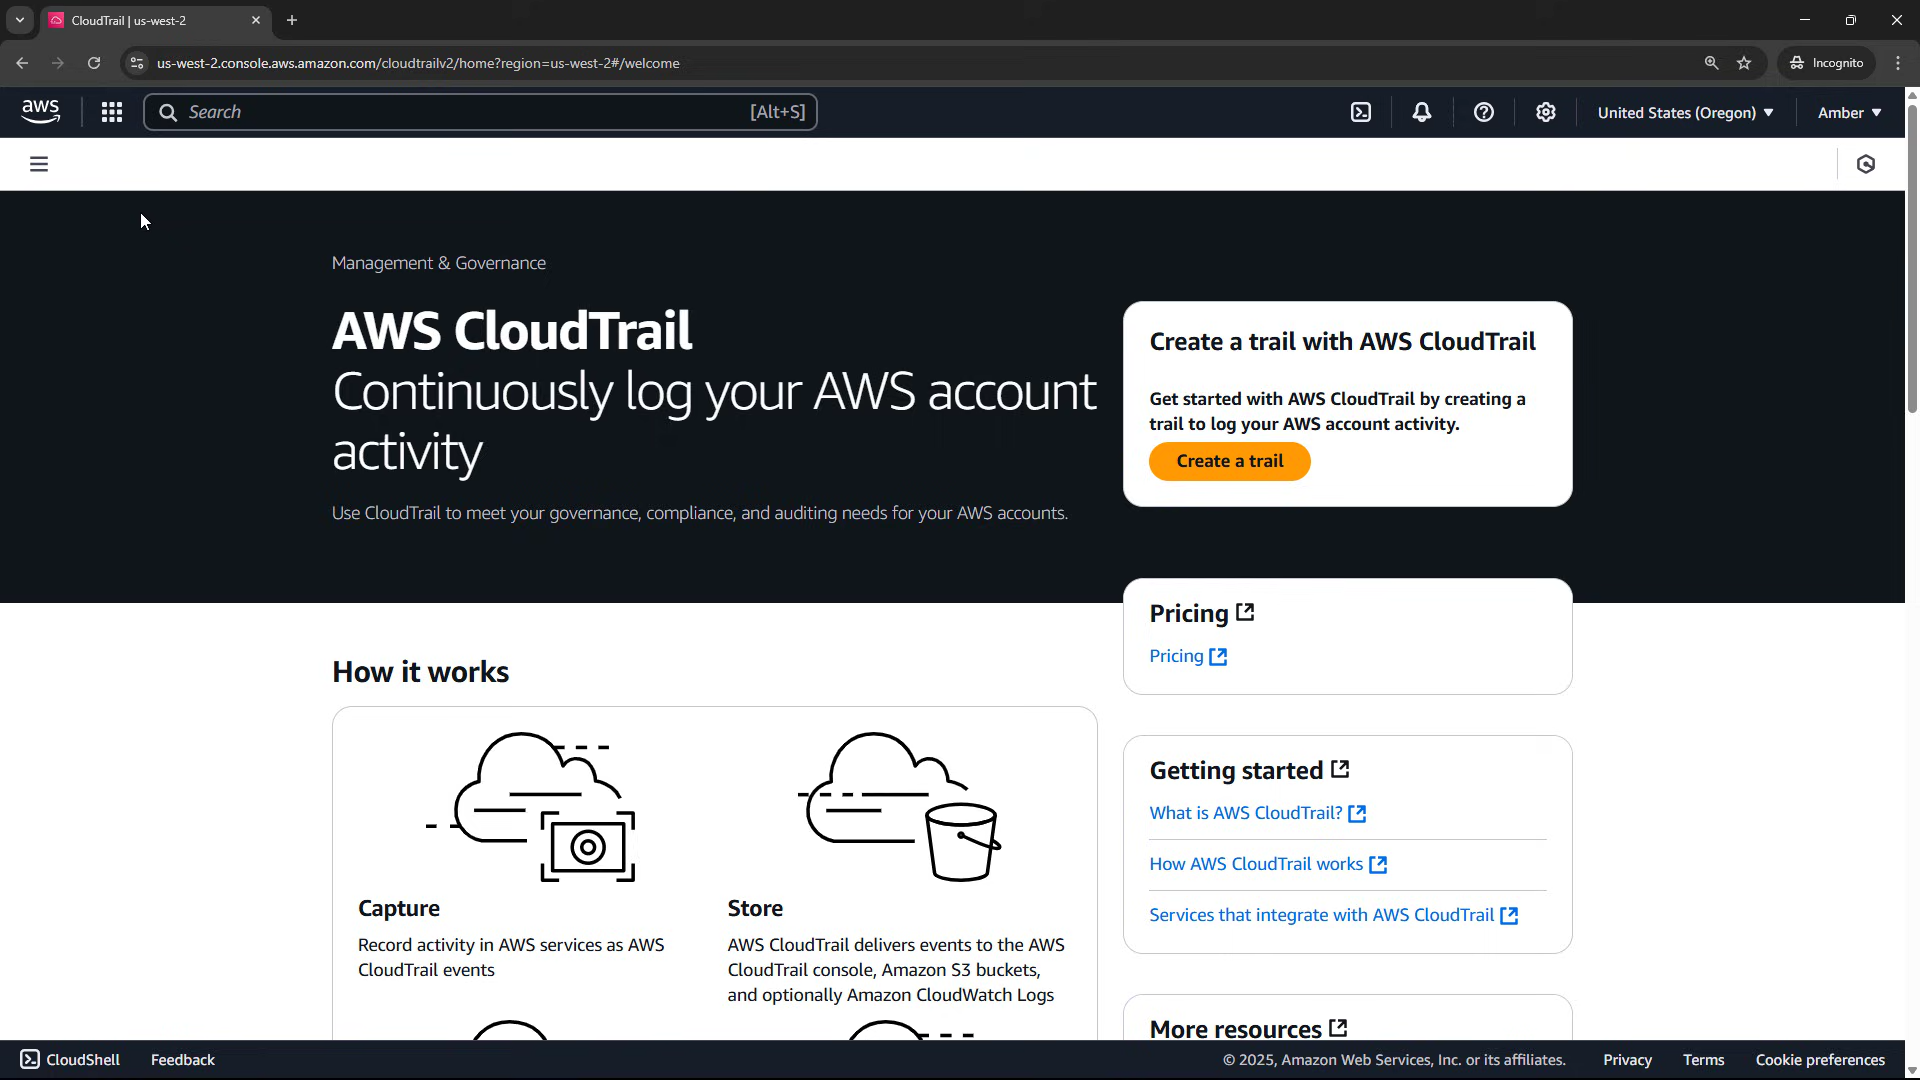 CloudTrail | us-west-2
us-west-2.console.aws.amazon.com/cloudtrailv2/home?region=us-west-2#/welcome
Incognito
aws
Search
[Alt+S]
United States (Oregon)
Amber
Management & Governance
AWS CloudTrail
Continuously log your AWS account
activity
Use CloudTrail to meet your governance, compliance, and auditing needs for your AWS accounts.
Create a trail with AWS CloudTrail
Get started with AWS CloudTrail by creating a
trail to log your AWS account activity.
Create a trail
Pricing
Pricing
How it works
Capture
Record activity in AWS services as AWS
CloudTrail events
Store
AWS CloudTrail delivers events to the AWS
CloudTrail console, Amazon S3 buckets,
and optionally Amazon CloudWatch Logs
Getting started
What is AWS CloudTrail?
How AWS CloudTrail works
Services that integrate with AWS CloudTrail
More resources
CloudShell
Feedback
© 2025, Amazon Web Services, Inc. or its affiliates.
Privacy
Terms
Cookie preferences